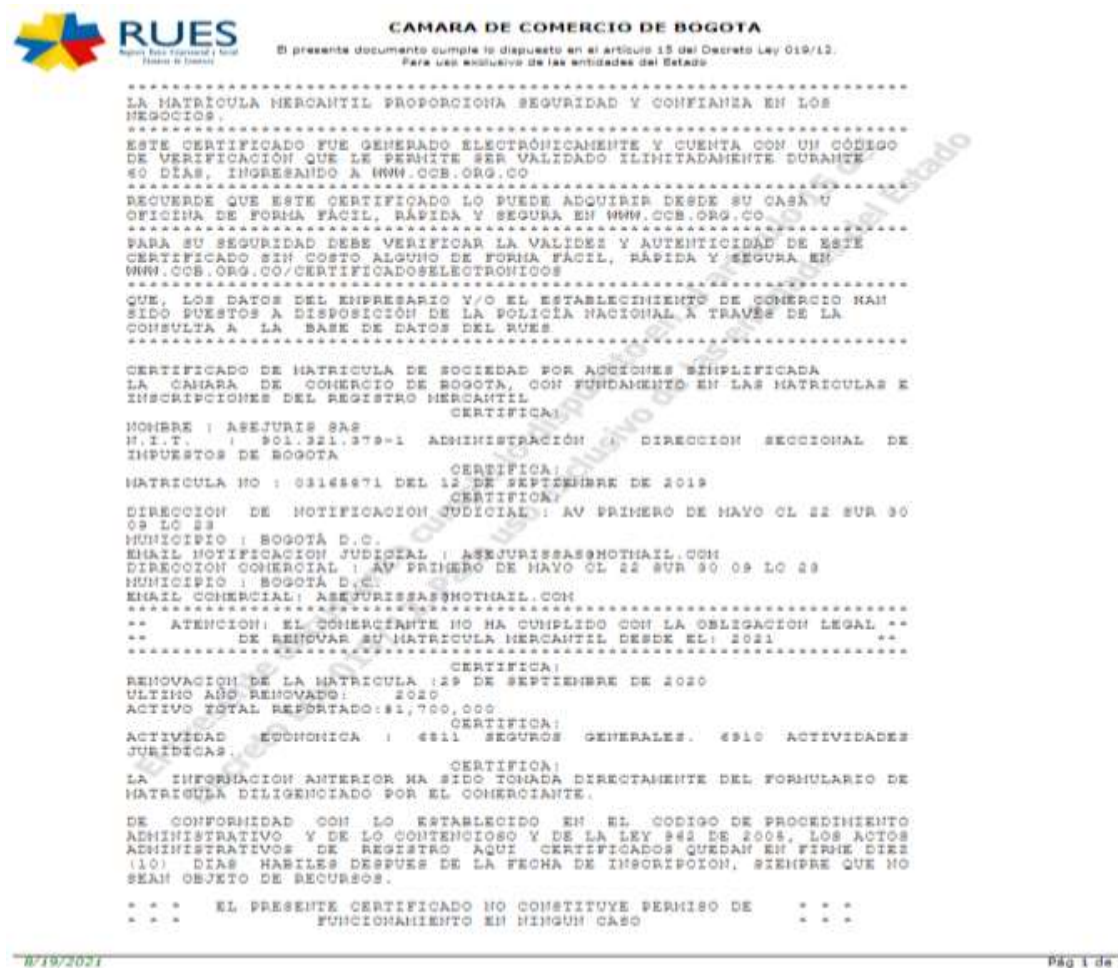 RUES
Registro Único Empresarial y Social
Cámaras de Comercio
CAMARA DE COMERCIO DE BOGOTA
El presente documento cumple lo dispuesto en el artículo 15 del Decreto Ley 019/12.
Para uso exclusivo de las entidades del Estado
* * * * * * * * * * * * * * * * * * * * * * * * * * * * * * * * * * * * * * *
LA MATRÍCULA MERCANTIL PROPORCIONA SEGURIDAD Y CONFIANZA EN LOS
NEGOCIOS.
* * * * * * * * * * * * * * * * * * * * * * * * * * * * * * * * * * * * * * *
ESTE CERTIFICADO FUE GENERADO ELECTRÓNICAMENTE Y CUENTA CON UN CÓDIGO
DE VERIFICACIÓN QUE LE PERMITE SER VALIDADO ILIMITADAMENTE DURANTE
60 DÍAS, INGRESANDO A WWW.CCB.ORG.CO
* * * * * * * * * * * * * * * * * * * * * * * * * * * * * * * * * * * * * * *
RECUERDE QUE ESTE CERTIFICADO LO PUEDE ADQUIRIR DESDE SU CASA U
OFICINA DE FORMA FÁCIL, RÁPIDA Y SEGURA EN WWW.CCB.ORG.CO
* * * * * * * * * * * * * * * * * * * * * * * * * * * * * * * * * * * * * * *
PARA SU SEGURIDAD DEBE VERIFICAR LA VALIDEZ Y AUTENTICIDAD DE ESTE
CERTIFICADO SIN COSTO ALGUNO DE FORMA FÁCIL, RÁPIDA Y SEGURA EN
WWW.CCB.ORG.CO/CERTIFICADOSELECTRONICOS
* * * * * * * * * * * * * * * * * * * * * * * * * * * * * * * * * * * * * * *
QUE, LOS DATOS DEL EMPRESARIO Y/O EL ESTABLECIMIENTO DE COMERCIO HAN
SIDO PUESTOS A DISPOSICIÓN DE LA POLICÍA NACIONAL A TRAVÉS DE LA
CONSULTA A LA BASE DE DATOS DEL RUES
* * * * * * * * * * * * * * * * * * * * * * * * * * * * * * * * * * * * * * *
CERTIFICADO DE MATRICULA DE SOCIEDAD POR ACCIONES SIMPLIFICADA
LA CAMARA DE COMERCIO DE BOGOTA, CON FUNDAMENTO EN LAS MATRICULAS E
INSCRIPCIONES DEL REGISTRO MERCANTIL
CERTIFICA:
NOMBRE : ASEJURIS SAS
N.I.T. : 901.321.379-1 ADMINISTRACIÓN : DIRECCION SECCIONAL DE
IMPUESTOS DE BOGOTA
CERTIFICA:
MATRICULA NO : 03165871 DEL 12 DE SEPTIEMBRE DE 2019
CERTIFICA:
DIRECCION DE NOTIFICACION JUDICIAL : AV PRIMERO DE MAYO CL 22 SUR 30
09 LO 23
MUNICIPIO : BOGOTÁ D.C.
EMAIL NOTIFICACION JUDICIAL : ASEJURISSAS@HOTMAIL.COM
DIRECCION COMERCIAL : AV PRIMERO DE MAYO CL 22 SUR 30 09 LO 23
MUNICIPIO : BOGOTÁ D.C.
EMAIL COMERCIAL: ASEJURISSAS@HOTMAIL.COM
* * * * * * * * * * * * * * * * * * * * * * * * * * * * * * * * * * * * * * *
** ATENCION: EL COMERCIANTE NO HA CUMPLIDO CON LA OBLIGACION LEGAL **
** DE RENOVAR SU MATRICULA MERCANTIL DESDE EL: 2021 **
* * * * * * * * * * * * * * * * * * * * * * * * * * * * * * * * * * * * * * *
CERTIFICA:
RENOVACION DE LA MATRICULA :29 DE SEPTIEMBRE DE 2020
ULTIMO AÑO RENOVADO: 2020
ACTIVO TOTAL REPORTADO:$1,700,000
CERTIFICA:
ACTIVIDAD ECONOMICA : 6511 SEGUROS GENERALES. 6910 ACTIVIDADES
JURÍDICAS.
CERTIFICA:
LA INFORMACION ANTERIOR HA SIDO TOMADA DIRECTAMENTE DEL FORMULARIO DE
MATRICULA DILIGENCIADO POR EL COMERCIANTE.
DE CONFORMIDAD CON LO ESTABLECIDO EN EL CODIGO DE PROCEDIMIENTO
ADMINISTRATIVO Y DE LO CONTENCIOSO Y DE LA LEY 962 DE 2005, LOS ACTOS
ADMINISTRATIVOS DE REGISTRO AQUI CERTIFICADOS QUEDAN EN FIRME DIEZ
(10) DIAS HABILES DESPUES DE LA FECHA DE INSCRIPCION, SIEMPRE QUE NO
SEAN OBJETO DE RECURSOS.
* * * EL PRESENTE CERTIFICADO NO CONSTITUYE PERMISO DE * * *
* * * FUNCIONAMIENTO EN NINGUN CASO * * *
8/19/2021
Pág 1 de